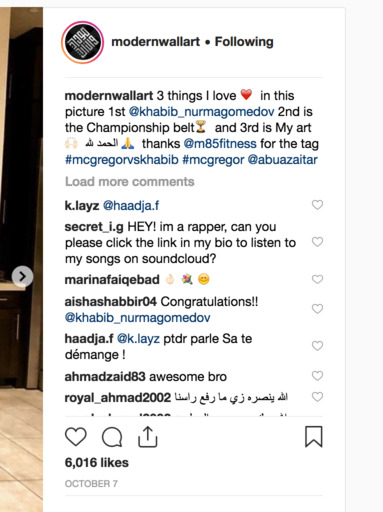 modernwallart • Following
modernwallart 3 things I love ❤️ in this
picture 1st @khabib_nurmagomedov 2nd is
the Championship belt🏆 and 3rd is My art
🙌🏻 الحمد لله 🙏 thanks @m85fitness for the tag
#mcgregorvskhabib #mcgregor @abuazaitar
Load more comments
k.layz @haadja.f
secret_i.g HEY! im a rapper, can you
please click the link in my bio to listen to
my songs on soundcloud?
marinafaiqebad 👌🏻 💐 😊
aishashabbir04 Congratulations!!
@khabib_nurmagomedov
haadja.f @k.layz ptdr parle Sa te
démange !
ahmadzaid83 awesome bro
royal_ahmad2002 الله ينصره زي ما رفع راسنا
6,016 likes
OCTOBER 7